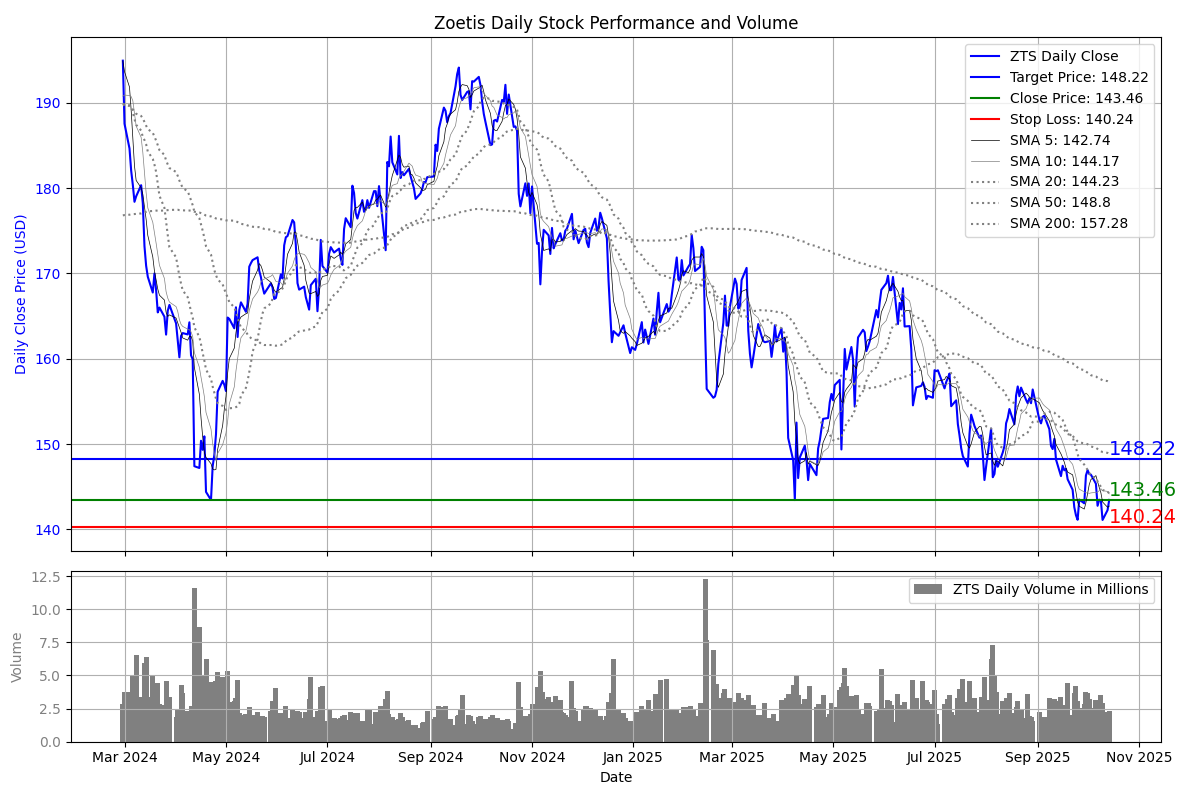 Zoetis Daily Stock Performance and Volume
Daily Close Price (USD)
190
180
170
160
150
140
ZTS Daily Close
Target Price: 148.22
Close Price: 143.46
Stop Loss: 140.24
SMA 5: 142.74
SMA 10: 144.17
SMA 20: 144.23
SMA 50: 148.8
SMA 200: 157.28
148.22
143.46
140.24
Volume
12.5
10.0
7.5
5.0
2.5
0.0
ZTS Daily Volume in Millions
Mar 2024 May 2024 Jul 2024 Sep 2024 Nov 2024 Jan 2025 Mar 2025 May 2025 Jul 2025 Sep 2025 Nov 2025
Date